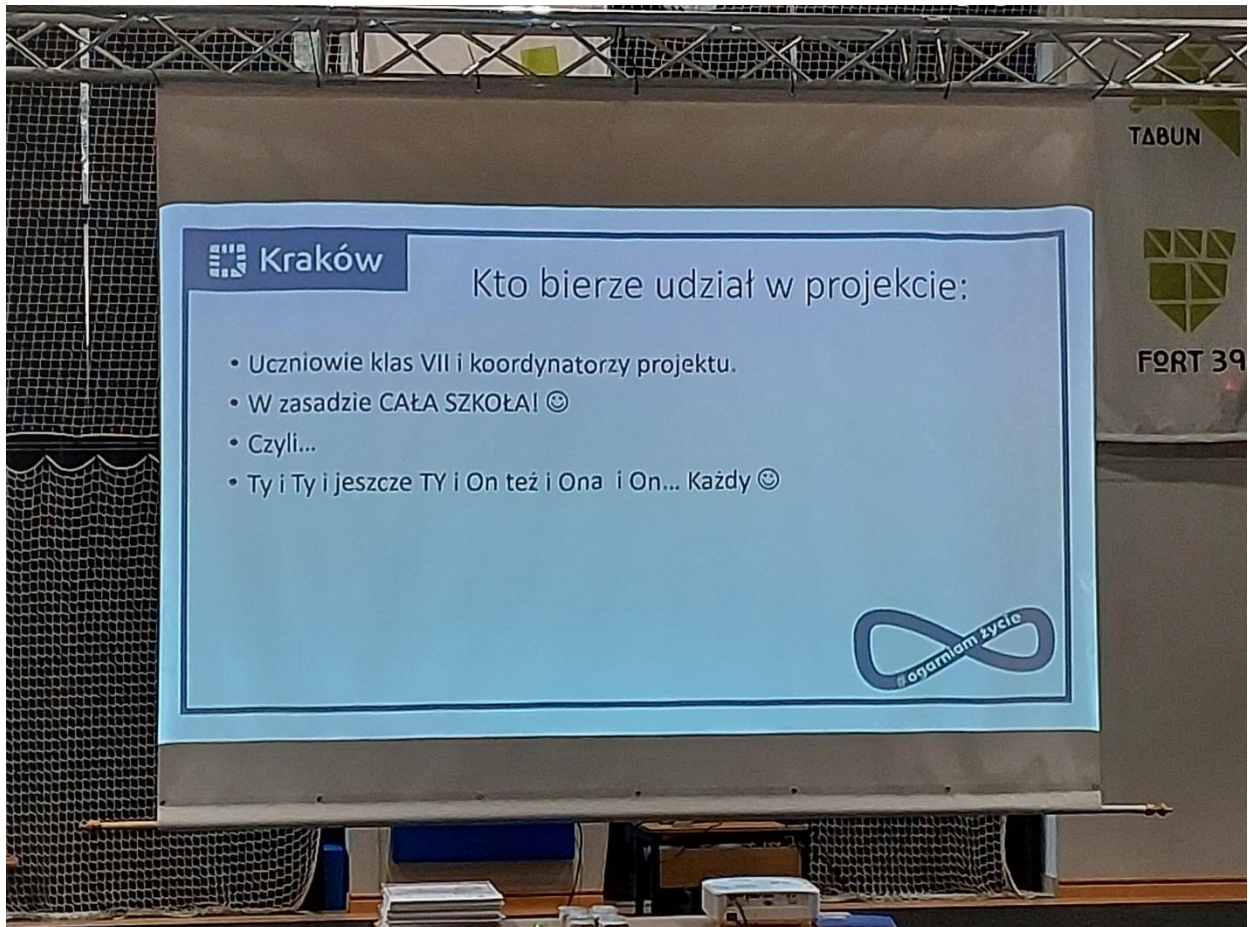 TABUN
Kraków
Kto bierze udział w projekcie:
• Uczniowie klas VII i koordynatorzy projektu.
• W zasadzie CAŁA SZKOŁA! ☺
• Czyli...
• Ty i Ty i jeszcze TY i On też i Ona i On... Każdy ☺
#ogarniam życie
FORT 39